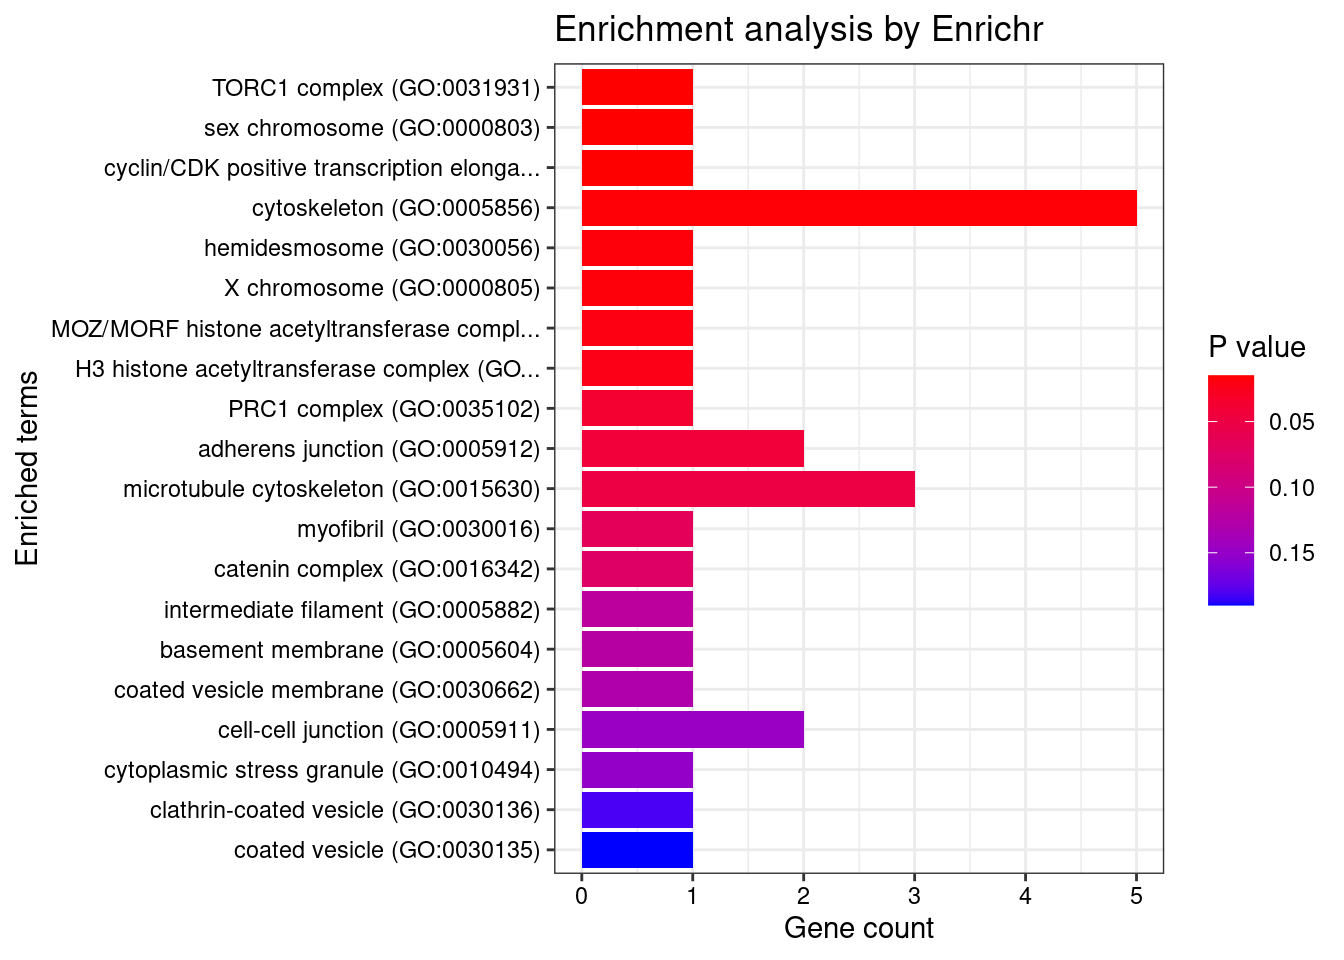 Enrichment analysis by Enrichr
TORC1 complex (GO:0031931)
sex chromosome (GO:0000803)
cyclin/CDK positive transcription elonga...
cytoskeleton (GO:0005856)
hemidesmosome (GO:0030056)
X chromosome (GO:0000805)
MOZ/MORF histone acetyltransferase compl...
H3 histone acetyltransferase complex (GO...
PRC1 complex (GO:0035102)
adherens junction (GO:0005912)
microtubule cytoskeleton (GO:0015630)
myofibril (GO:0030016)
catenin complex (GO:0016342)
intermediate filament (GO:0005882)
basement membrane (GO:0005604)
coated vesicle membrane (GO:0030662)
cell-cell junction (GO:0005911)
cytoplasmic stress granule (GO:0010494)
clathrin-coated vesicle (GO:0030136)
coated vesicle (GO:0030135)
Enriched terms
0 1 2 3 4 5
Gene count
P value
0.05
0.10
0.15